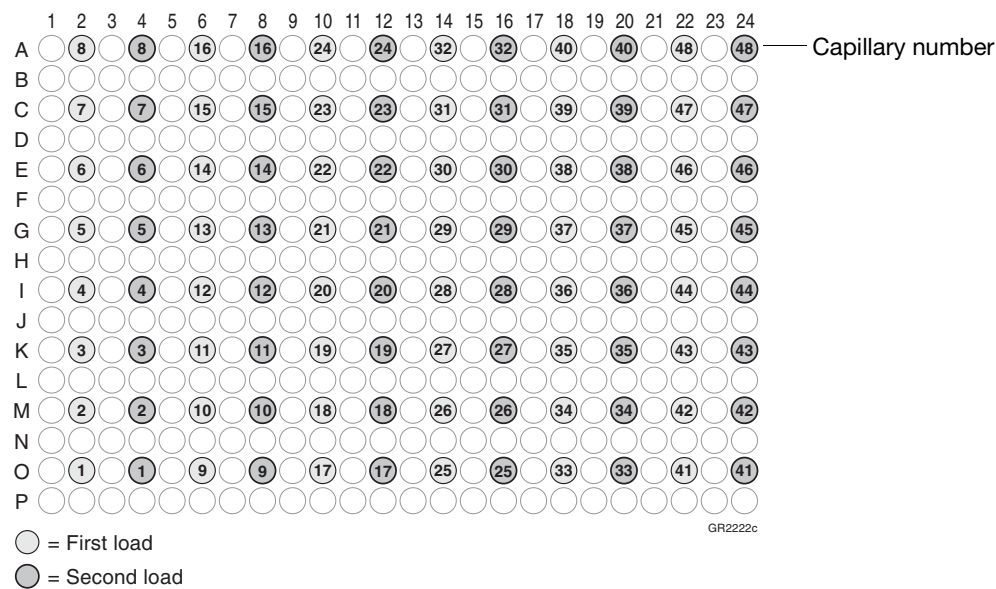 1 2 3 4 5 6 7 8 9 10 11 12 13 14 15 16 17 18 19 20 21 22 23 24
A 8 8 16 16 24 24 32 32 40 40 48 48 Capillary number
B
C 7 7 15 15 23 23 31 31 39 39 47 47
D
E 6 6 14 14 22 22 30 30 38 38 46 46
F
G 5 5 13 13 21 21 29 29 37 37 45 45
H
I 4 4 12 12 20 20 28 28 36 36 44 44
J
K 3 3 11 11 19 19 27 27 35 35 43 43
L
M 2 2 10 10 18 18 26 26 34 34 42 42
N
O 1 1 9 9 17 17 25 25 33 33 41 41
P
GR2222c
= First load
= Second load